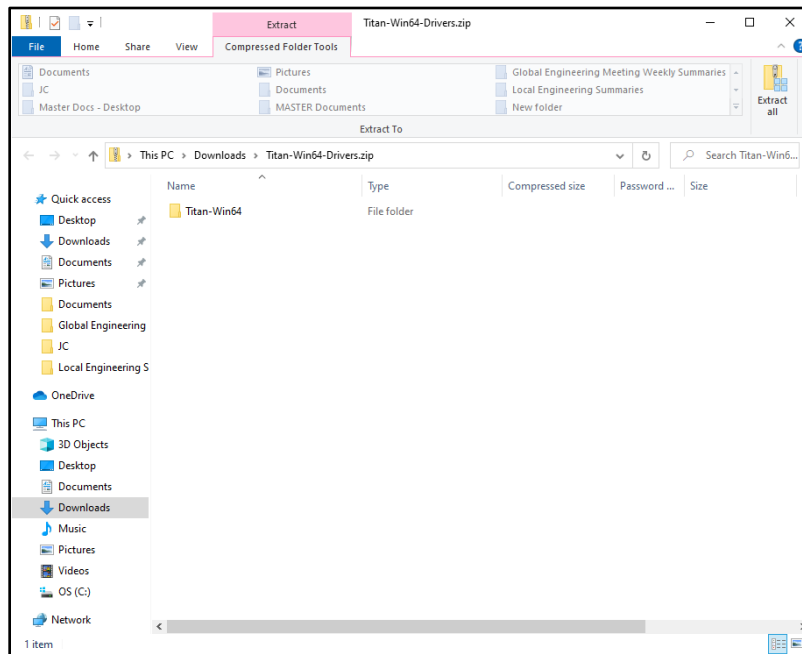 Extract
Titan-Win64-Drivers.zip
File
Home
Share
View
Compressed Folder Tools
Documents
Pictures
Global Engineering Meeting Weekly Summaries
JC
Documents
Local Engineering Summaries
Master Docs - Desktop
MASTER Documents
New folder
Extract
all
Extract To
This PC > Downloads > Titan-Win64-Drivers.zip
Search Titan-Win6...
Name
Type
Compressed size
Password ...
Size
Titan-Win64
File folder
Quick access
Desktop
Downloads
Documents
Pictures
Documents
Global Engineering
JC
Local Engineering S
OneDrive
This PC
3D Objects
Desktop
Documents
Downloads
Music
Pictures
Videos
OS (C:)
Network
1 item